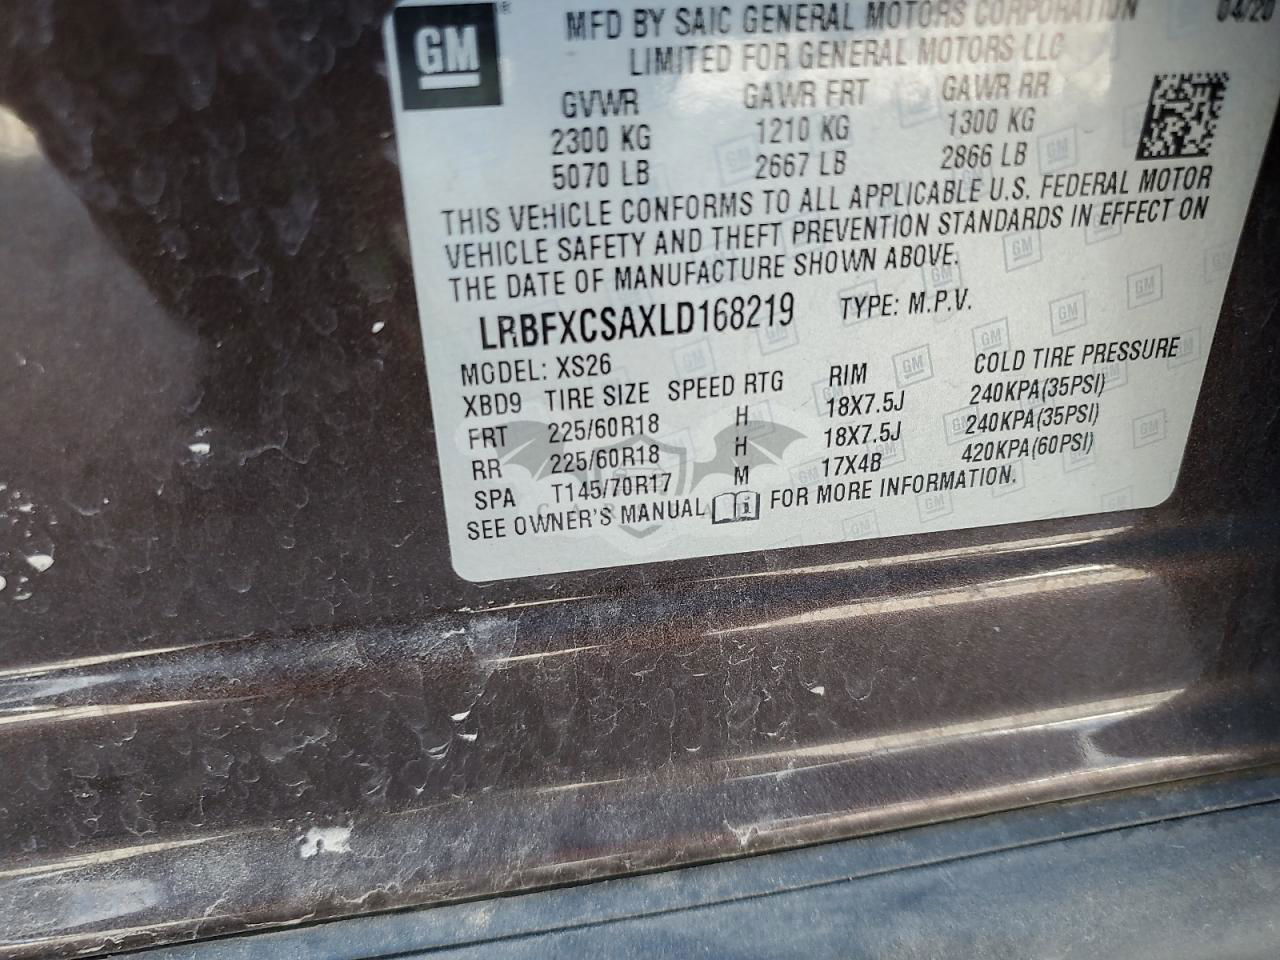 GM ® MFD BY SAIC GENERAL MOTORS CORPORATION 04/20
LIMITED FOR GENERAL MOTORS LLC
GVWR GAWR FRT GAWR RR
2300 KG 1210 KG 1300 KG
5070 LB 2667 LB 2866 LB
THIS VEHICLE CONFORMS TO ALL APPLICABLE U.S. FEDERAL MOTOR
VEHICLE SAFETY AND THEFT PREVENTION STANDARDS IN EFFECT ON
THE DATE OF MANUFACTURE SHOWN ABOVE.
LRBFXCSAXLD168219 TYPE: M.P.V.
MODEL: XS26
XBD9 TIRE SIZE SPEED RTG RIM COLD TIRE PRESSURE
FRT 225/60R18 H 18X7.5J 240KPA(35PSI)
RR 225/60R18 H 18X7.5J 240KPA(35PSI)
SPA T145/70R17 M 17X4B 420KPA(60PSI)
SEE OWNER'S MANUAL FOR MORE INFORMATION.